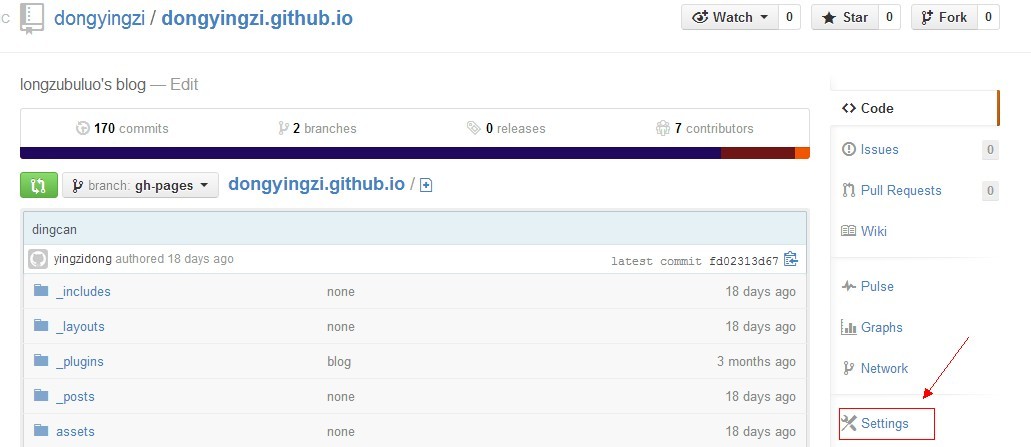 C dongyingzi / dongyingzi.github.io Watch 0 Star 0 Fork 0
longzubuluo's blog — Edit
170 commits 2 branches 0 releases 7 contributors
branch: gh-pages dongyingzi.github.io /
dingcan
yingzidong authored 18 days ago latest commit fd02313d67
_includes none 18 days ago
_layouts none 18 days ago
_plugins blog 3 months ago
_posts none 18 days ago
assets none 18 days ago
Code
Issues 0
Pull Requests 0
Wiki
Pulse
Graphs
Network
Settings